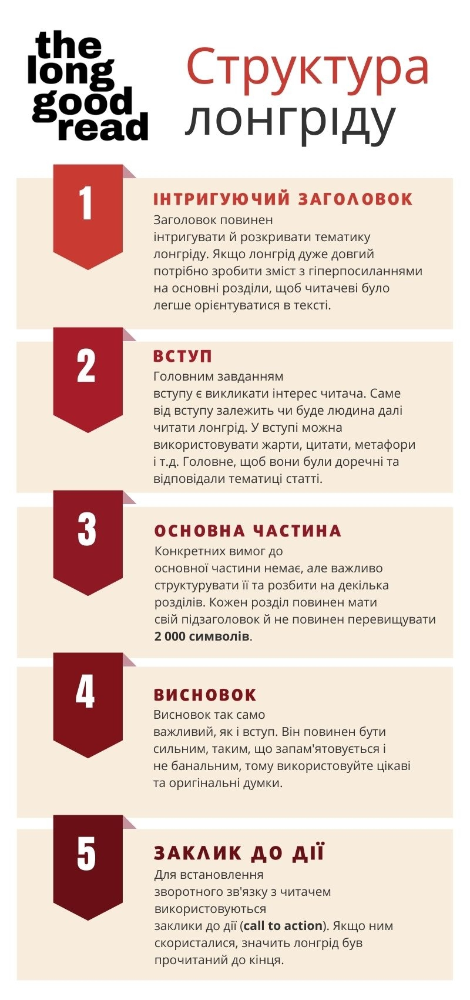 the
long
good
read
Структура
лонгріду
1
ІНТРИГУЮЧИЙ ЗАГОЛОВОК
Заголовок повинен
інтригувати й розкривати тематику
лонгріду. Якщо лонгрід дуже довгий
потрібно зробити зміст з гіперпосиланнями
на основні розділи, щоб читачеві було
легше орієнтуватися в тексті.
2
ВСТУП
Головним завданням
вступу є викликати інтерес читача. Саме
від вступу залежить чи буде людина далі
читати лонгрід. У вступі можна
використовувати жарти, цитати, метафори
і т.д. Головне, щоб вони були доречні та
відповідали тематиці статті.
3
ОСНОВНА ЧАСТИНА
Конкретних вимог до
основної частини немає, але важливо
структурувати її та розбити на декілька
розділів. Кожен розділ повинен мати
свій підзаголовок й не повинен перевищувати
2 000 символів.
4
ВИСНОВОК
Висновок так само
важливий, як і вступ. Він повинен бути
сильним, таким, що запам'ятовується і
не банальним, тому використовуйте цікаві
та оригінальні думки.
5
ЗАКЛИК ДО ДІЇ
Для встановлення
зворотного зв'язку з читачем
використовуються
заклики до дії (call to action). Якщо ним
скористалися, значить лонгрід був
прочитаний до кінця.